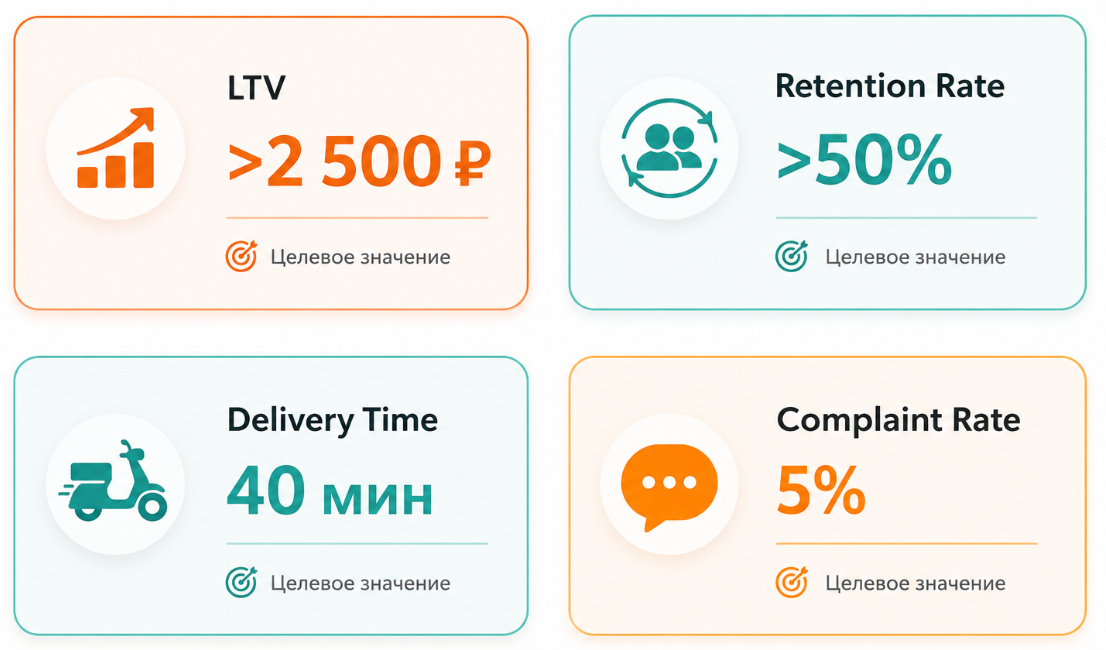 LTV
>2 500 ₽
Целевое значение
Retention Rate
>50%
Целевое значение
Delivery Time
40 мин
Целевое значение
Complaint Rate
5%
Целевое значение